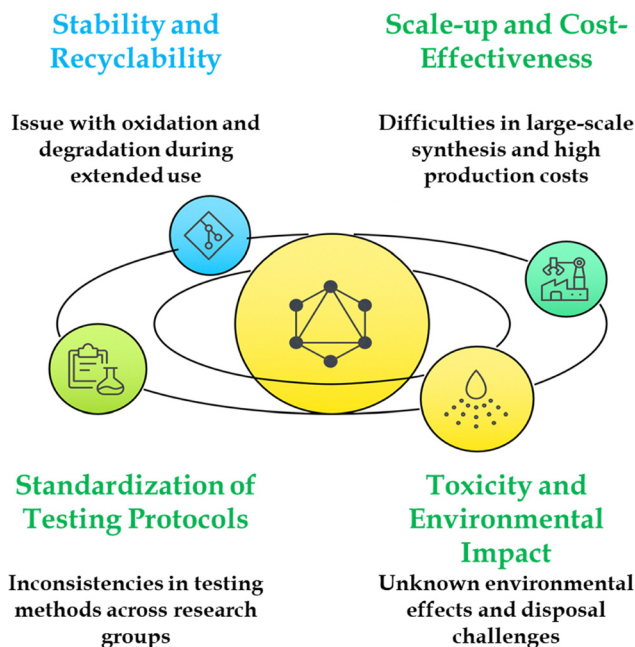 Stability and
Recyclability
Issue with oxidation and
degradation during
extended use
Scale-up and Cost-
Effectiveness
Difficulties in large-scale
synthesis and high
production costs
Standardization of
Testing Protocols
Inconsistencies in testing
methods across research
groups
Toxicity and
Environmental
Impact
Unknown environmental
effects and disposal
challenges